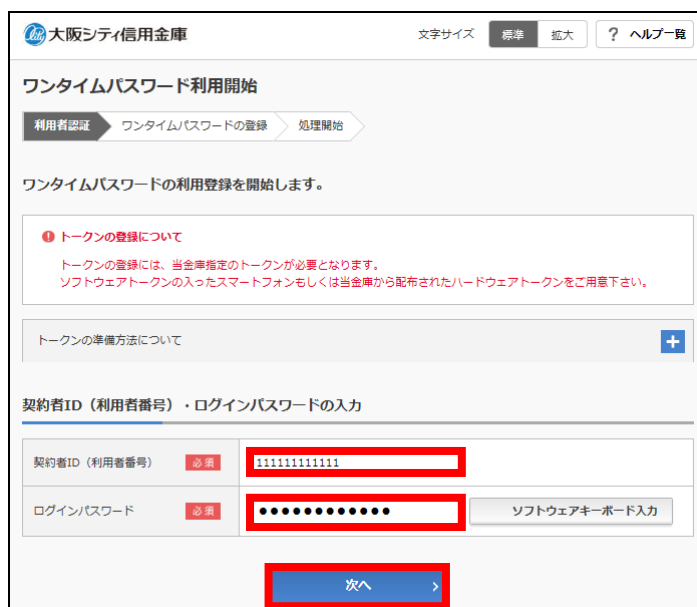 大阪シティ信用金庫
文字サイズ 標準 拡大 ? ヘルプ一覧
ワンタイムパスワード利用開始
利用者認証 ワンタイムパスワードの登録 処理開始
ワンタイムパスワードの利用登録を開始します。
トークンの登録について
トークンの登録には、当金庫指定のトークンが必要となります。
ソフトウェアトークンの入ったスマートフォンもしくは当金庫から配布されたハードウェアトークンをご用意下さい。
トークンの準備方法について
契約者ID（利用者番号）・ログインパスワードの入力
契約者ID（利用者番号） 必須 111111111111
ログインパスワード 必須 ●●●●●●●●●●●● ソフトウェアキーボード入力
次へ